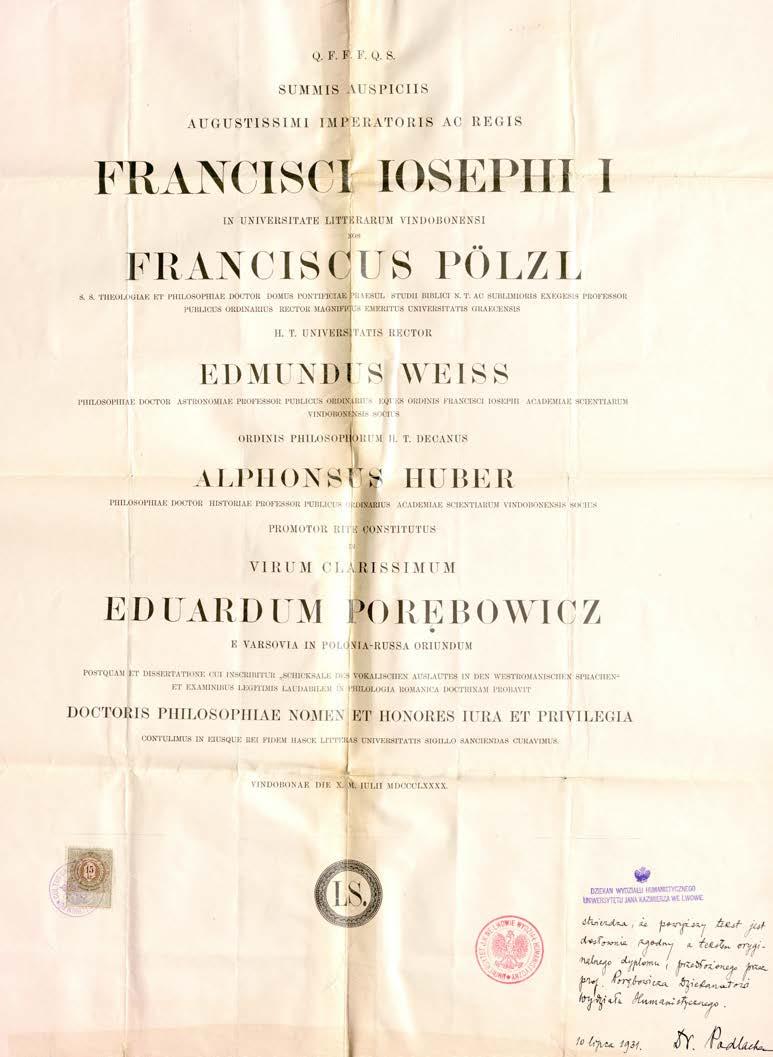 Q. F. F. F. Q. S.
SUMMIS AUSPICIIS
AUGUSTISSIMI IMPERATORIS AC REGIS
FRANCISCI IOSEPHI I
IN UNIVERSITATE LITTERARUM VINDOBONENSI
NOS
FRANCISCUS PÖLZL
S. S. THEOLOGIAE ET PHILOSOPHIAE DOCTOR DOMUS PONTIFICIAE PRAESUL STUDII BIBLICI N. T. AC SUBLIMIORIS EXEGESIS PROFESSOR
PUBLICUS ORDINARIUS RECTOR MAGNIFICUS EMERITUS UNIVERSITATIS GRAECENSIS
H. T. UNIVERSITATIS RECTOR
EDMUNDUS WEISS
PHILOSOPHIAE DOCTOR ASTRONOMIAE PROFESSOR PUBLICUS ORDINARIUS EQUES ORDINIS FRANCISCI IOSEPHI ACADEMIAE SCIENTIARUM
VINDOBONENSIS SOCIUS
ORDINIS PHILOSOPHORUM H. T. DECANUS
ALPHONSUS HUBER
PHILOSOPHIAE DOCTOR HISTORIAE PROFESSOR PUBLICUS ORDINARIUS ACADEMIAE SCIENTIARUM VINDOBONENSIS SOCIUS
PROMOTOR RITE CONSTITUTUS
IN
VIRUM CLARISSIMUM
EDUARDUM PORĘBOWICZ
E VARSOVIA IN POLONIA-RUSSA ORIUNDUM
POSTQUAM ET DISSERTATIONE CUI INSCRIBITUR „SCHICKSALE DES VOKALISCHEN AUSLAUTES IN DEN WESTROMANISCHEN SPRACHEN“
ET EXAMINIBUS LEGITIMIS LAUDABILEM IN PHILOLOGIA ROMANICA DOCTRINAM PROBAVIT
DOCTORIS PHILOSOPHIAE NOMEN ET HONORES IURA ET PRIVILEGIA
CONTULIMUS IN EIUSQUE REI FIDEM HASCE LITTERAS UNIVERSITATIS SIGILLO SANCIENDAS CURAVIMUS.
VINDOBONAE DIE X. M. IULII MDCCCLXXXX.
15
LS.
DZIEKAN WYDZIAŁU HUMANISTYCZNEGO
UNIWERSYTETU JANA KAZIMIERZA WE LWOWIE
stwierdza, że powyższy tekst jest
dosłownie zgodny z tekstem orygi-
nalnego dyplomu, przedłożonego przez
prof. Porębowicza Dziekanatowi
Wydziału Humanistycznego.
10 lipca 1931. Dr. Podlacha